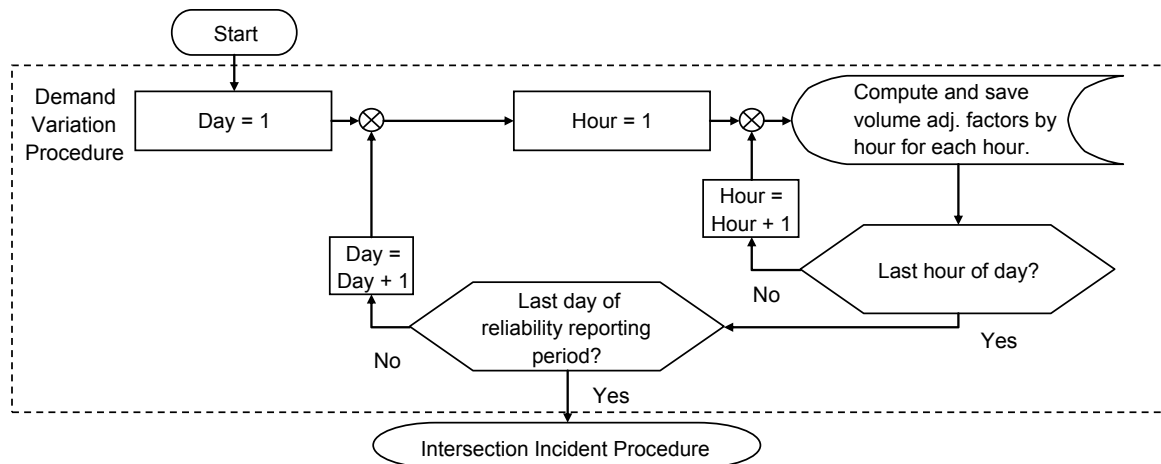 Start
Demand
Variation
Procedure
Day = 1
Hour = 1
Compute and save
volume adj. factors by
hour for each hour.
Hour =
Hour + 1
Last hour of day?
No
Yes
Day =
Day + 1
Last day of
reliability reporting
period?
No
Yes
Intersection Incident Procedure